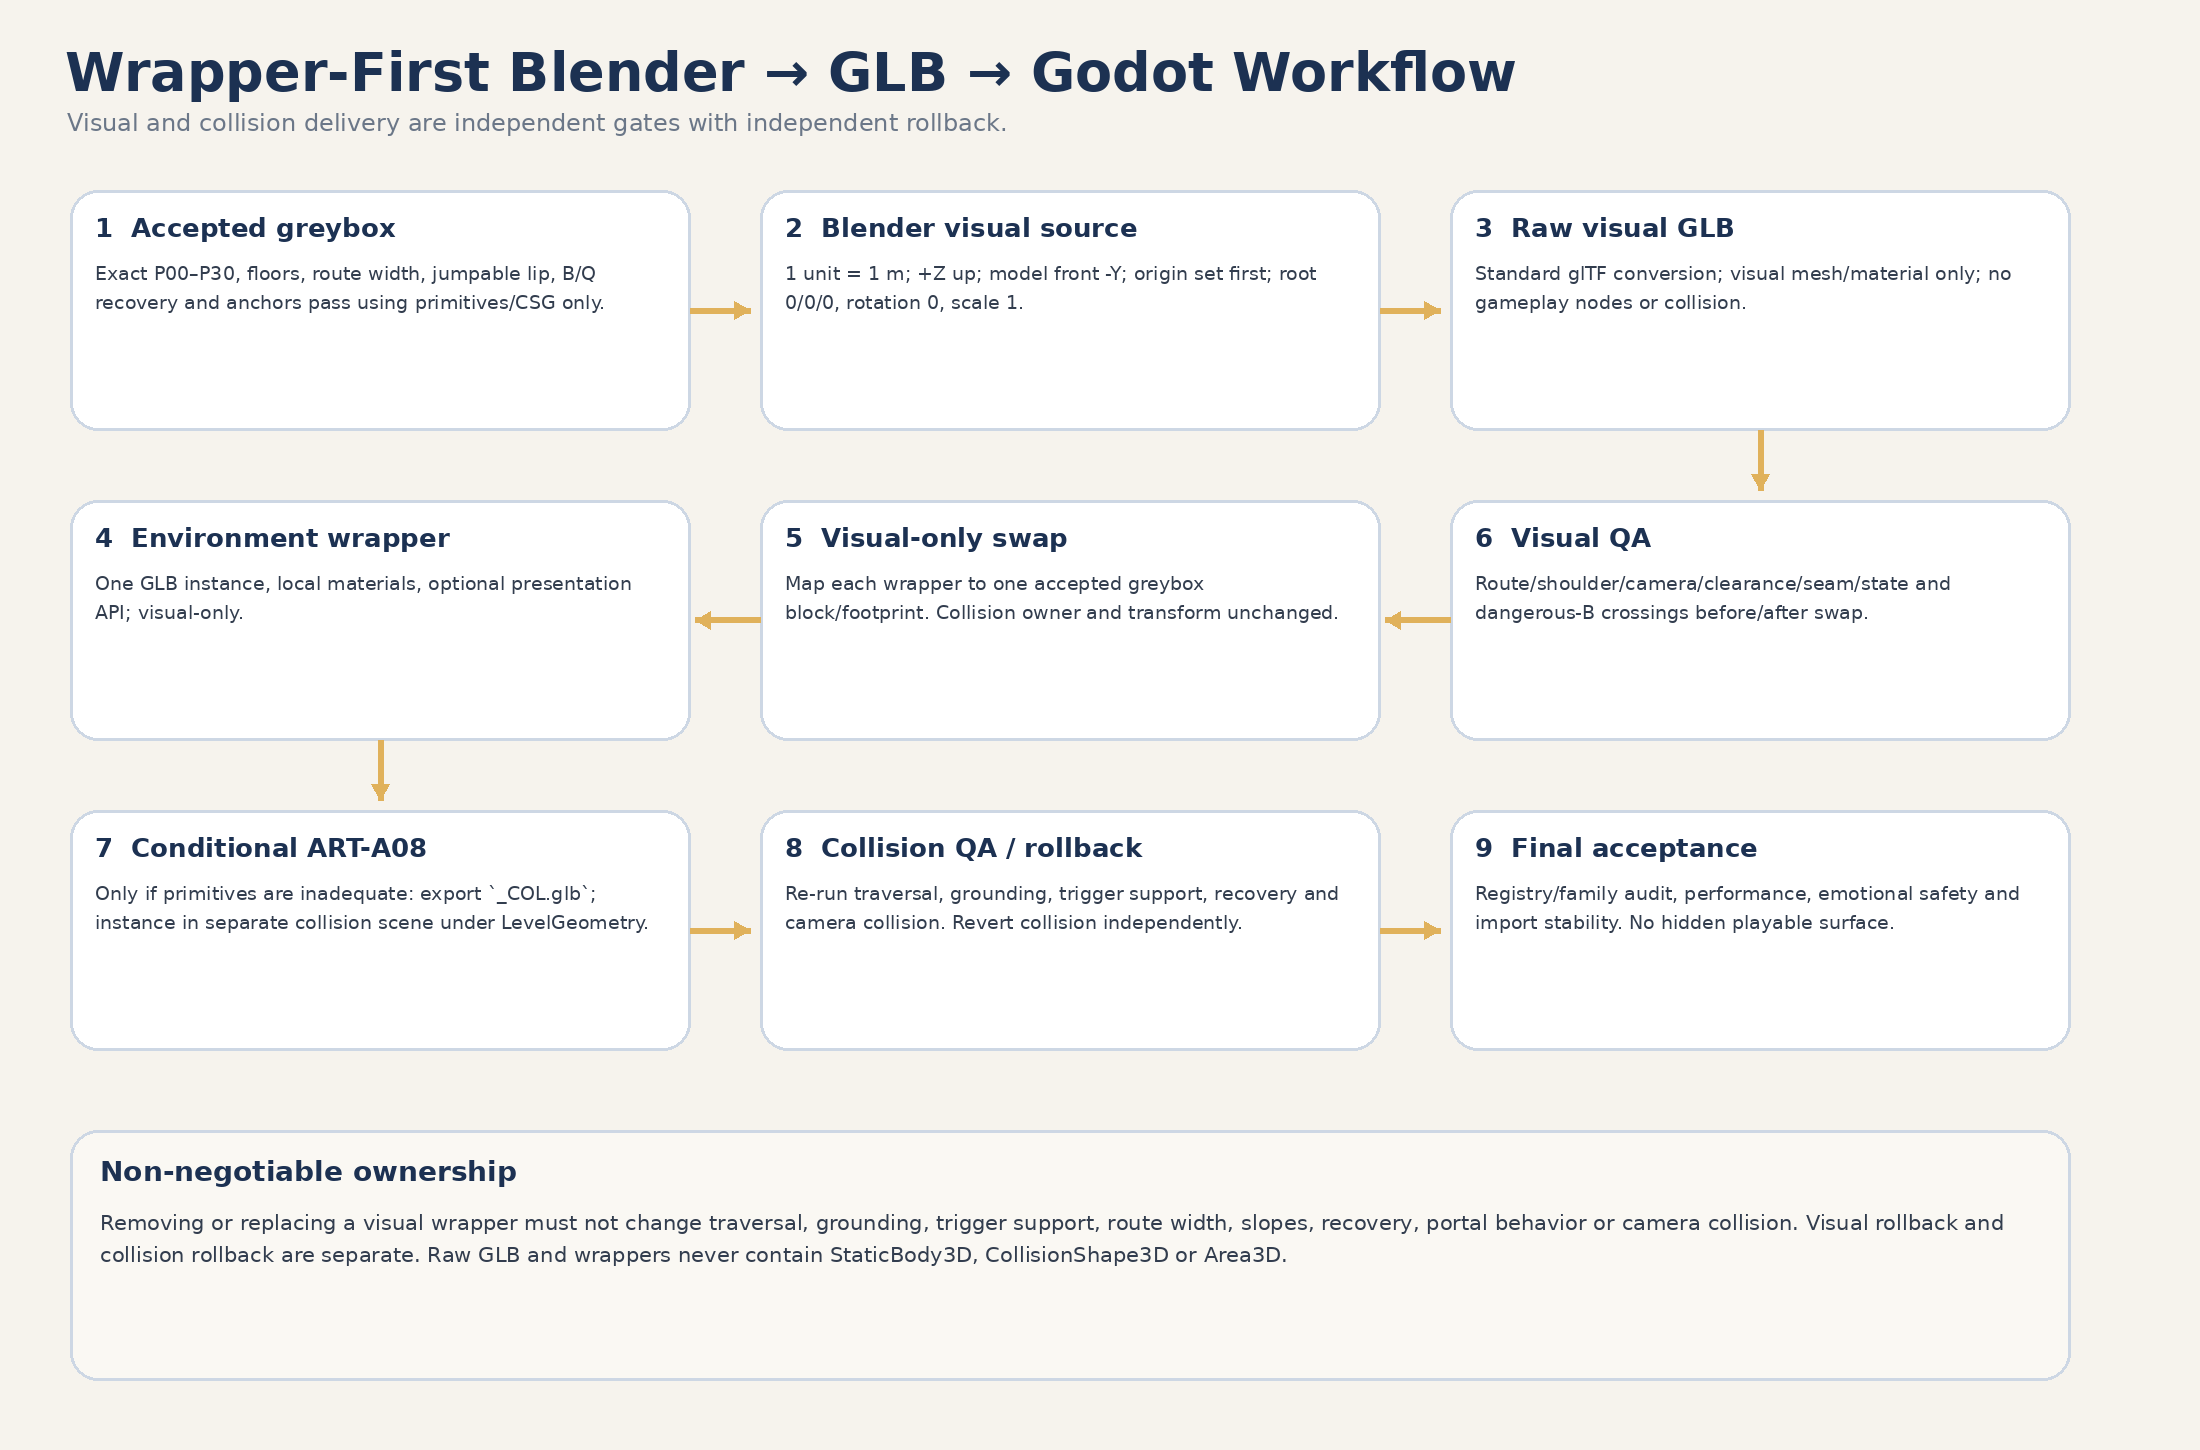 Wrapper-First Blender → GLB → Godot Workflow
Visual and collision delivery are independent gates with independent rollback.
1 Accepted greybox
Exact P00–P30, floors, route width, jumpable lip, B/Q
recovery and anchors pass using primitives/CSG only.
2 Blender visual source
1 unit = 1 m; +Z up; model front -Y; origin set first; root
0/0/0, rotation 0, scale 1.
3 Raw visual GLB
Standard glTF conversion; visual mesh/material only; no
gameplay nodes or collision.
4 Environment wrapper
One GLB instance, local materials, optional presentation
API; visual-only.
5 Visual-only swap
Map each wrapper to one accepted greybox
block/footprint. Collision owner and transform unchanged.
6 Visual QA
Route/shoulder/camera/clearance/seam/state and
dangerous-B crossings before/after swap.
7 Conditional ART-A08
Only if primitives are inadequate: export `_COL.glb`;
instance in separate collision scene under LevelGeometry.
8 Collision QA / rollback
Re-run traversal, grounding, trigger support, recovery and
camera collision. Revert collision independently.
9 Final acceptance
Registry/family audit, performance, emotional safety and
import stability. No hidden playable surface.
Non-negotiable ownership
Removing or replacing a visual wrapper must not change traversal, grounding, trigger support, route width, slopes, recovery, portal behavior or camera collision. Visual rollback and
collision rollback are separate. Raw GLB and wrappers never contain StaticBody3D, CollisionShape3D or Area3D.